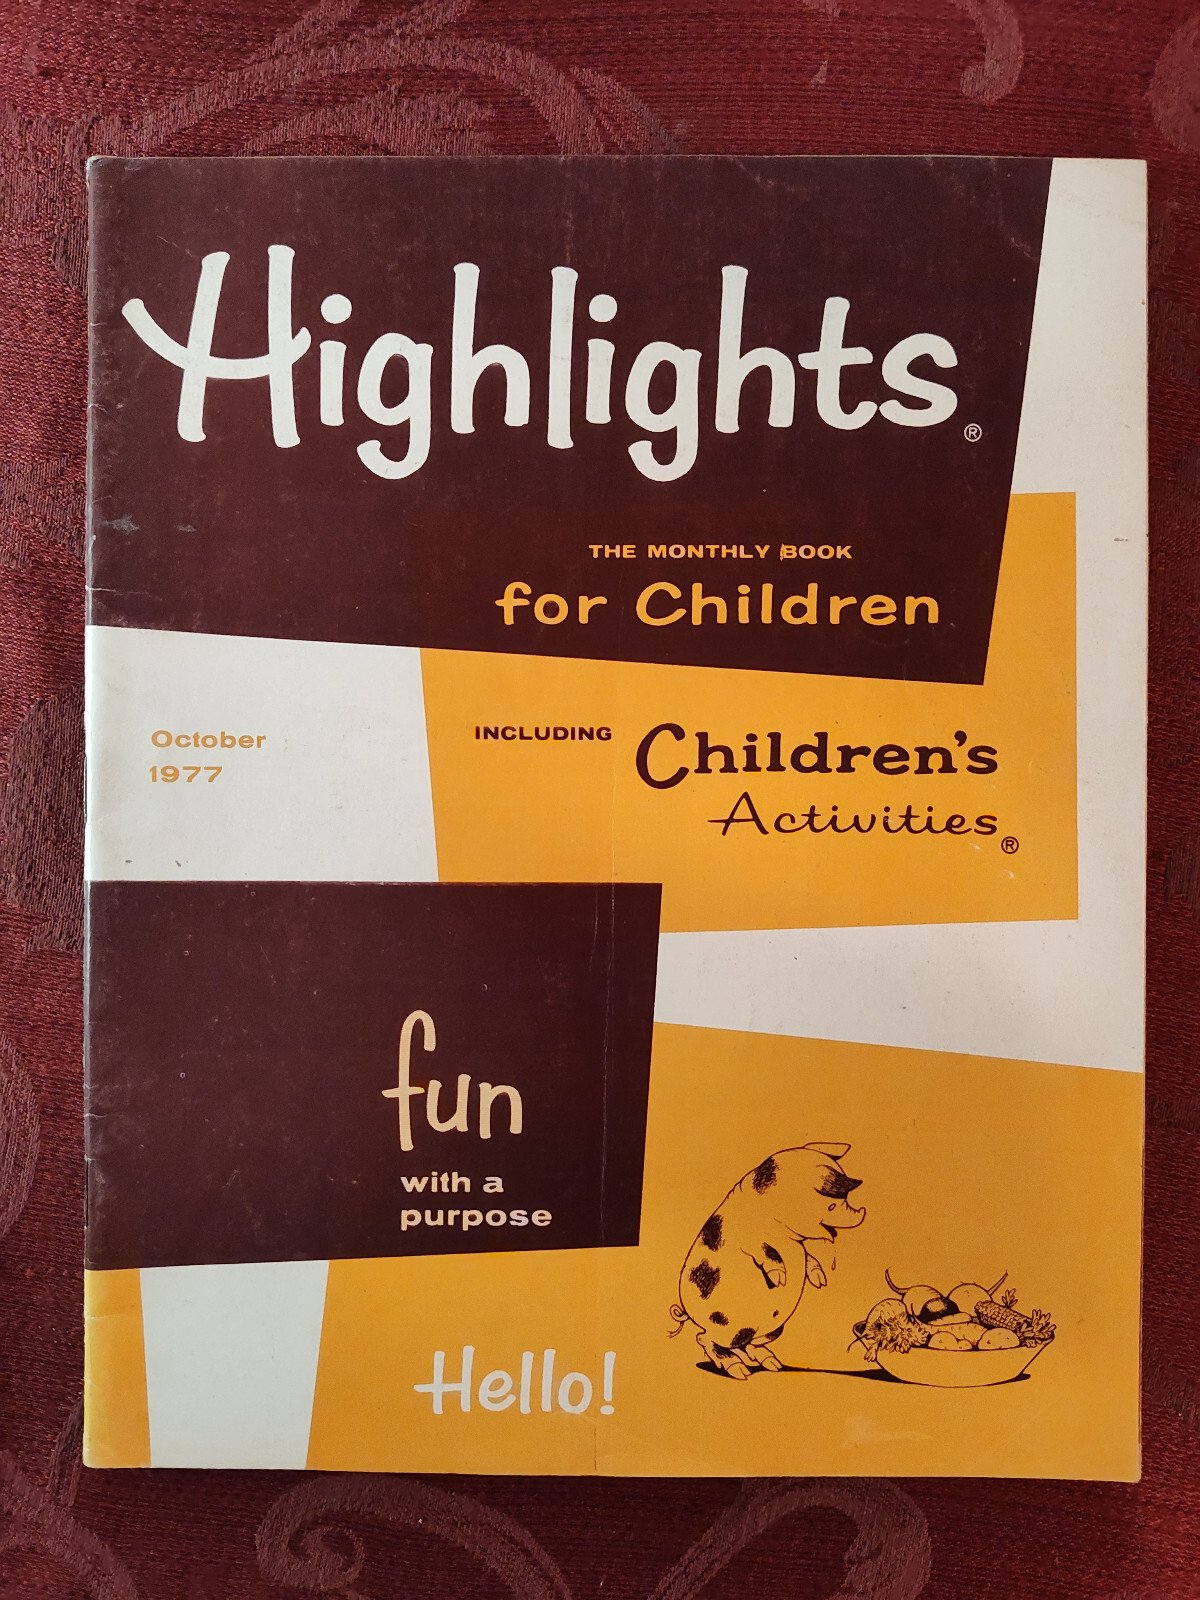 Highlights®
THE MONTHLY BOOK
for Children
October
1977
INCLUDING Children's
Activities®
fun
with a
purpose
Hello!